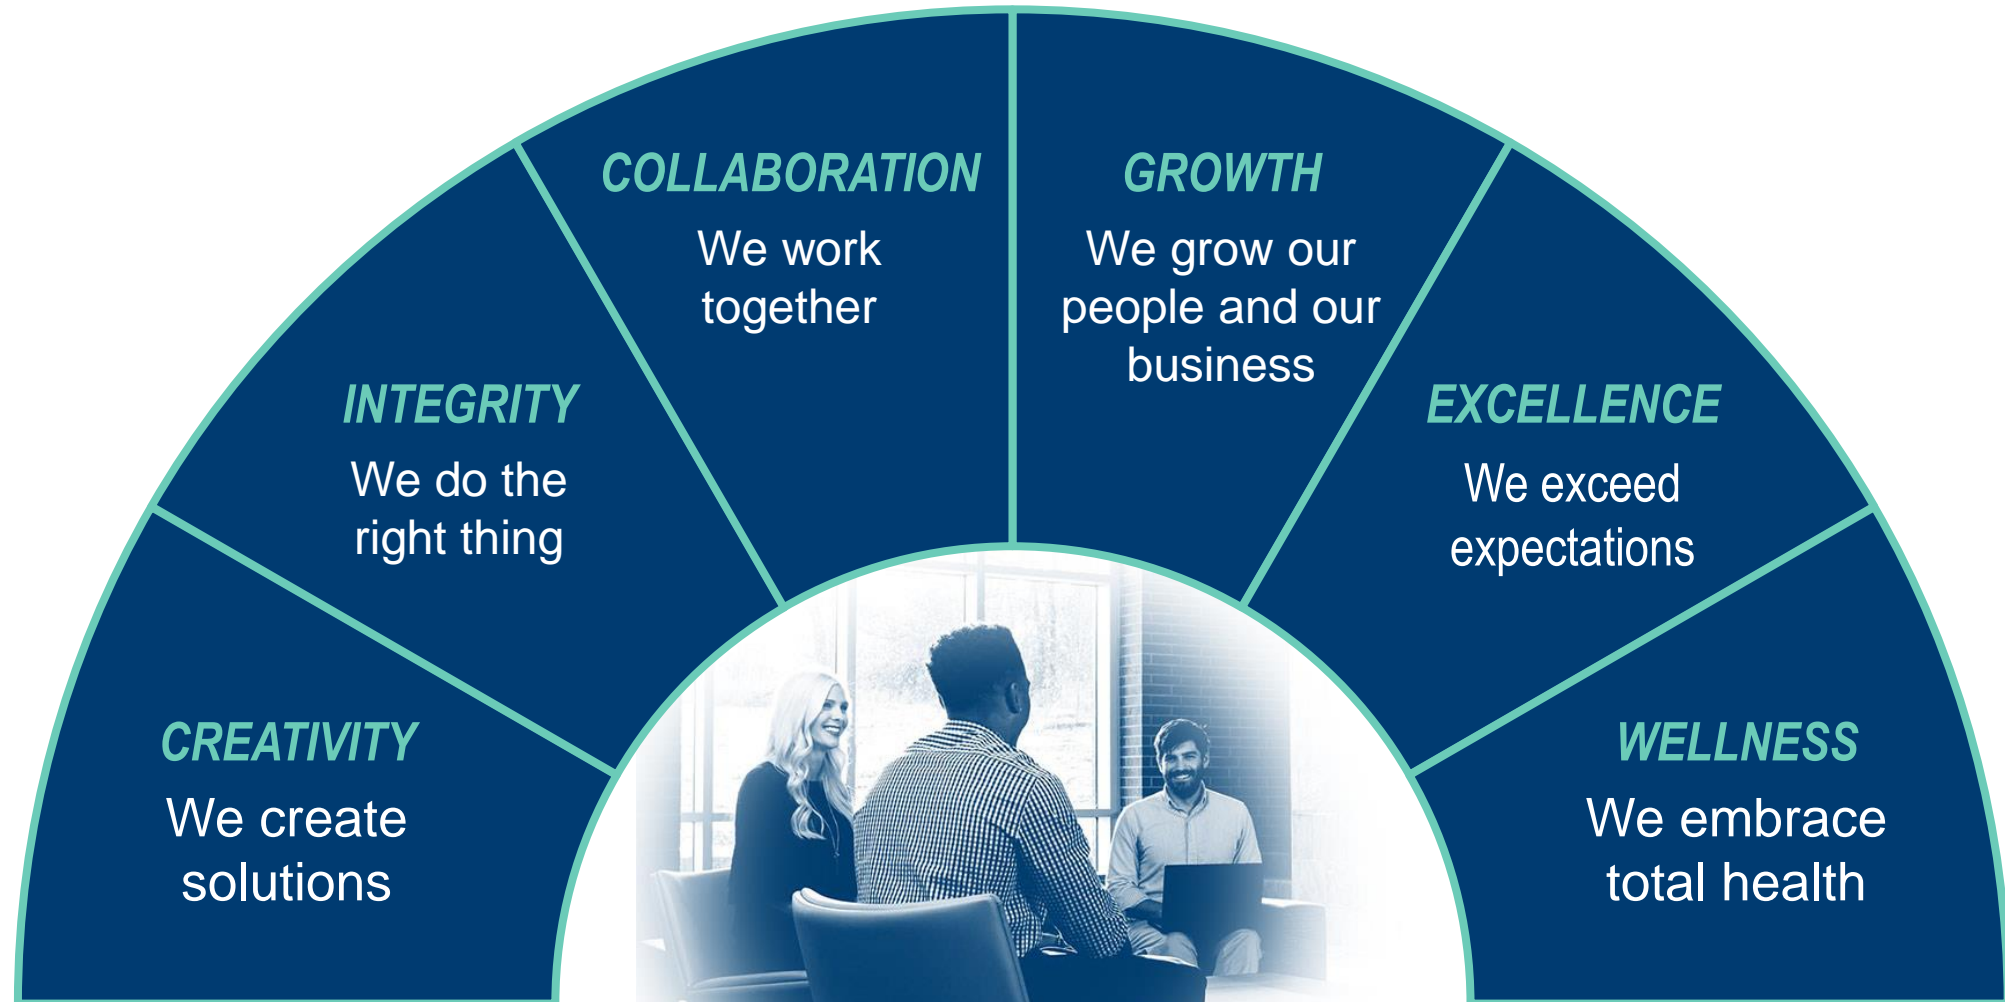 CREATIVITY
We create
solutions
INTEGRITY
We do the
right thing
COLLABORATION
We work
together
GROWTH
We grow our
people and our
business
EXCELLENCE
We exceed
expectations
WELLNESS
We embrace
total health